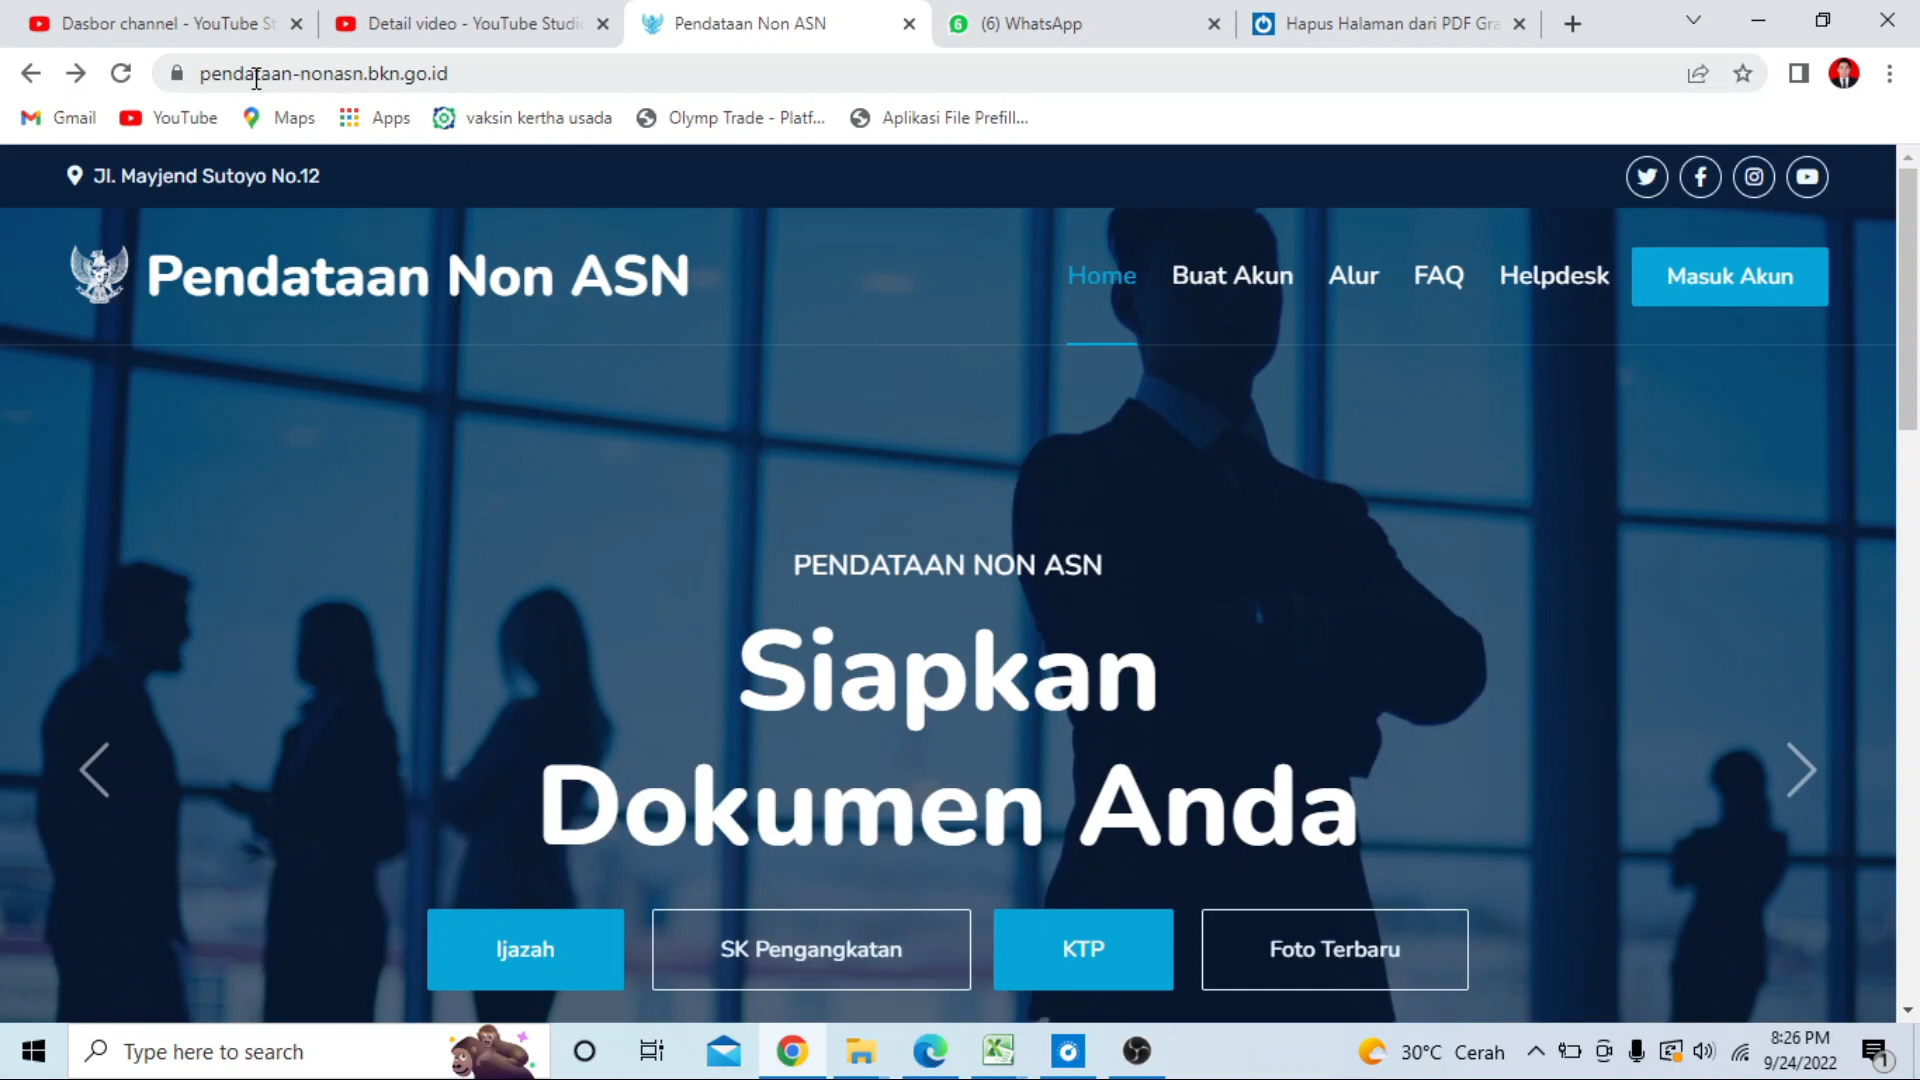 Dasbor channel - YouTube St
Detail video - YouTube Studi
Pendataan Non ASN
(6) WhatsApp
Hapus Halaman dari PDF Gra
pendataan-nonasn.bkn.go.id
Gmail
YouTube
Maps
Apps
vaksin kertha usada
Olymp Trade - Platf...
Aplikasi File Prefill...
Jl. Mayjend Sutoyo No.12
Pendataan Non ASN
Home
Buat Akun
Alur
FAQ
Helpdesk
Masuk Akun
PENDATAAN NON ASN
Siapkan
Dokumen Anda
Ijazah
SK Pengangkatan
KTP
Foto Terbaru
Type here to search
30°C Cerah
8:26 PM
9/24/2022
1